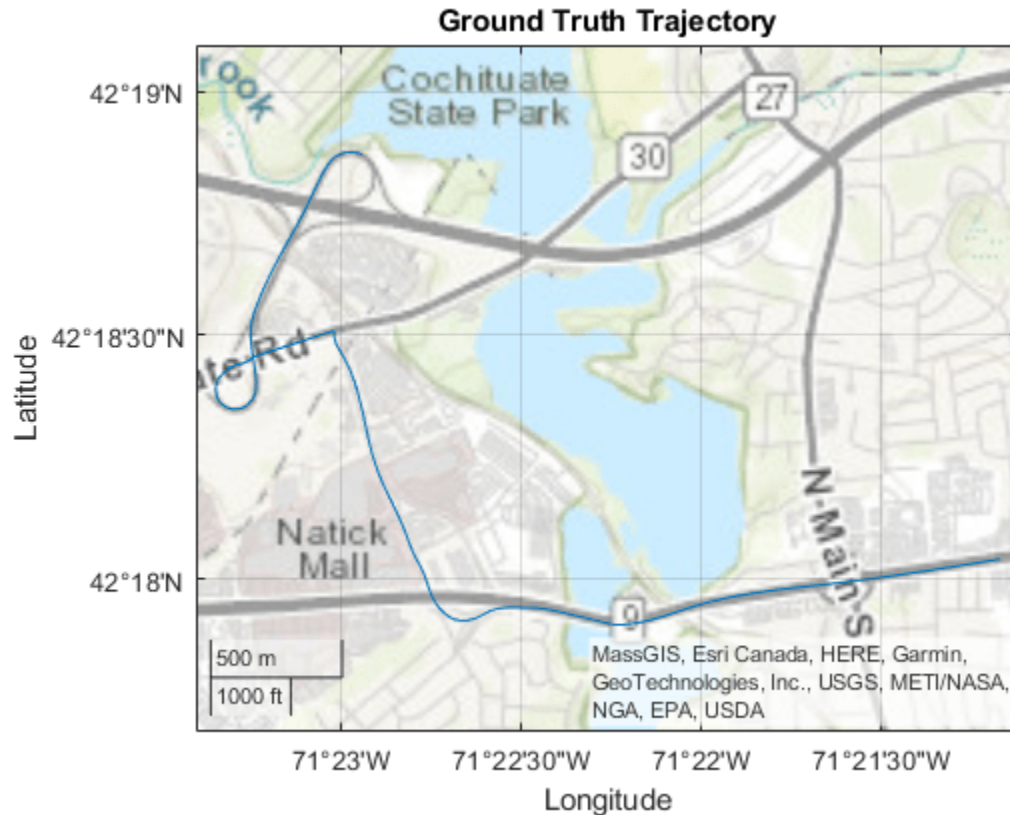 Ground Truth Trajectory
rook
Cochituate
State Park
27
30
ate Rd
Natick
Mall
N-Main-S
9
42°19'N
42°18'30"N
42°18'N
Latitude
500 m
1000 ft
MassGIS, Esri Canada, HERE, Garmin,
GeoTechnologies, Inc., USGS, METI/NASA,
NGA, EPA, USDA
71°23'W
71°22'30"W
71°22'W
71°21'30"W
Longitude